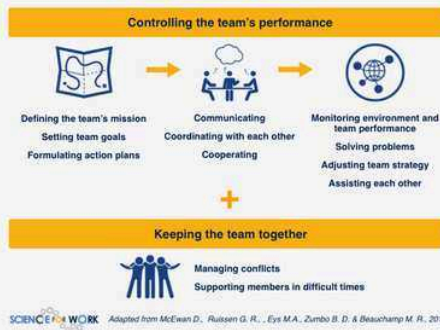 Controlling the team's performance
Defining the team's mission
Setting team goals
Formulating action plans
Communicating
Coordinating with each other
Cooperating
Monitoring environment and
team performance
Solving problems
Adjusting team strategy
Assisting each other
+
Keeping the team together
Managing conflicts
Supporting members in difficult times
SCIENCE FOR WORK
Adapted from McEwan D., Ruissen G. R., , Eys M.A., Zumbo B. D. & Beauchamp M. R., 20